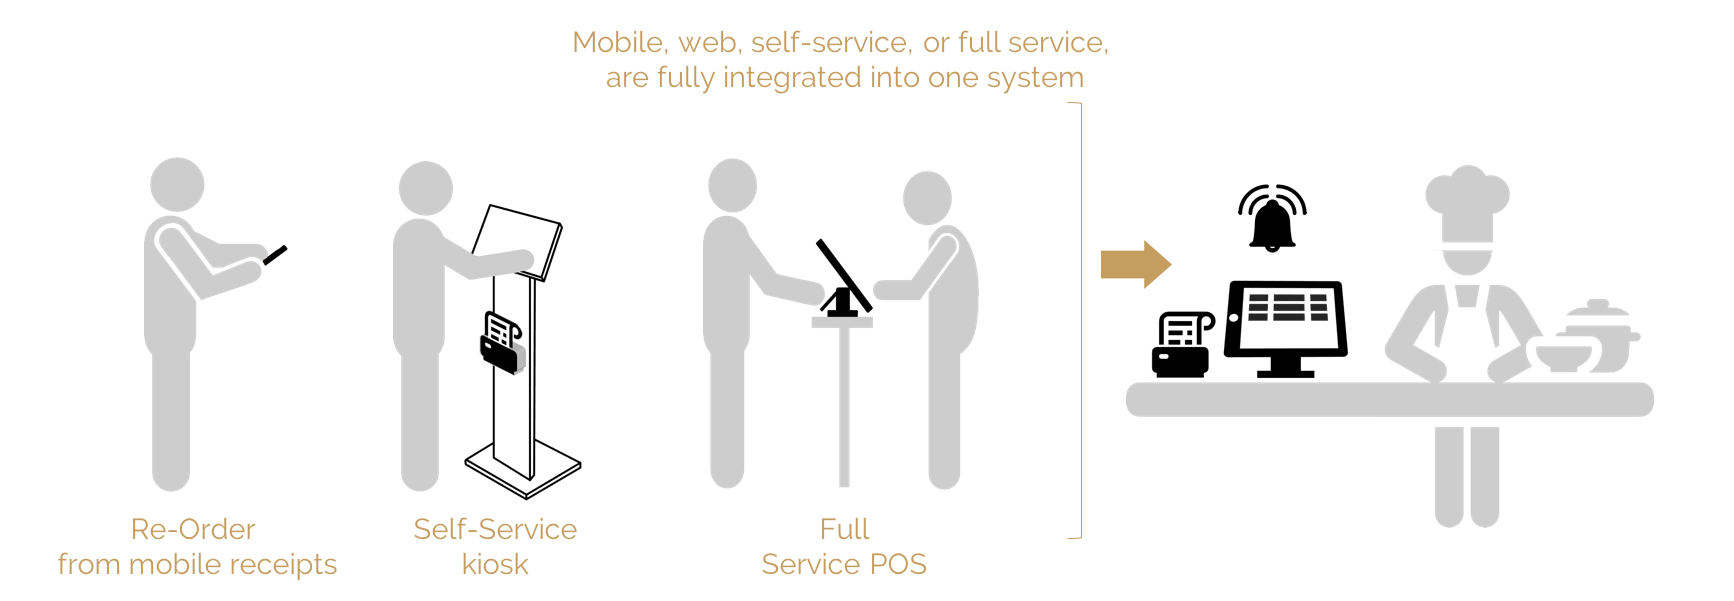 Mobile, web, self-service, or full service,
are fully integrated into one system
Re-Order
from mobile receipts
Self-Service
kiosk
Full
Service POS